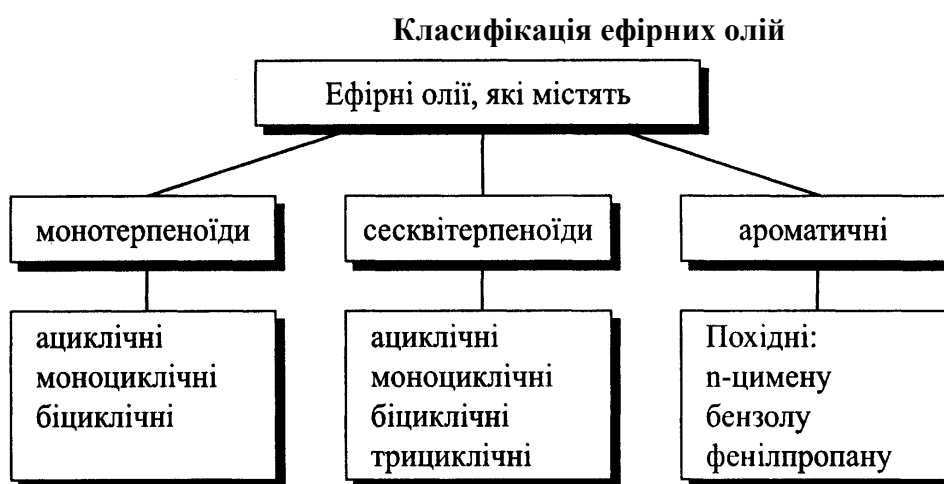 Класифікація ефірних олій
Ефірні олії, які містять
монотерпеноїди
сесквітерпеноїди
ароматичні
ациклічні
моноциклічні
біциклічні
ациклічні
моноциклічні
біциклічні
трициклічні
Похідні:
n-цимену
бензолу
фенілпропану